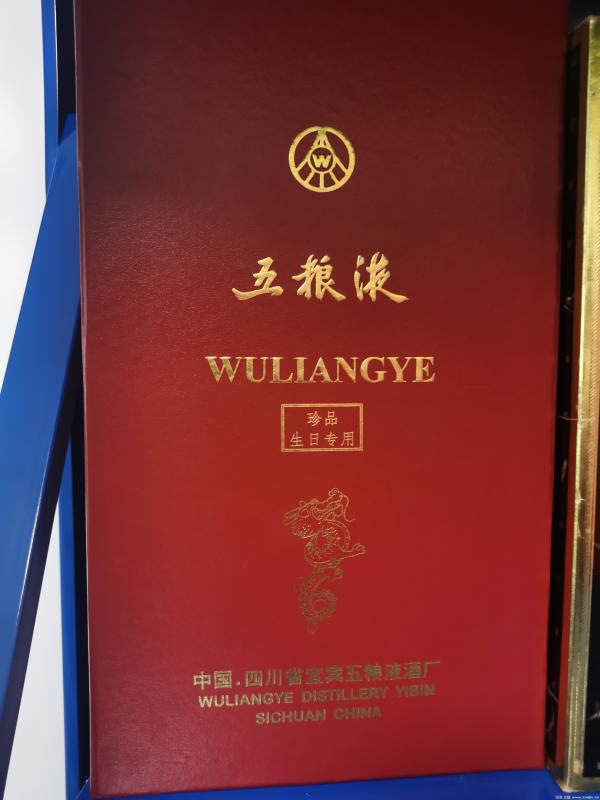 W
五粮液
WULIANGYE
珍品
生日专用
中国.四川省宜宾五粮液酒厂
WULIANGYE DISTILLERY YIBIN
SICHUAN CHINA